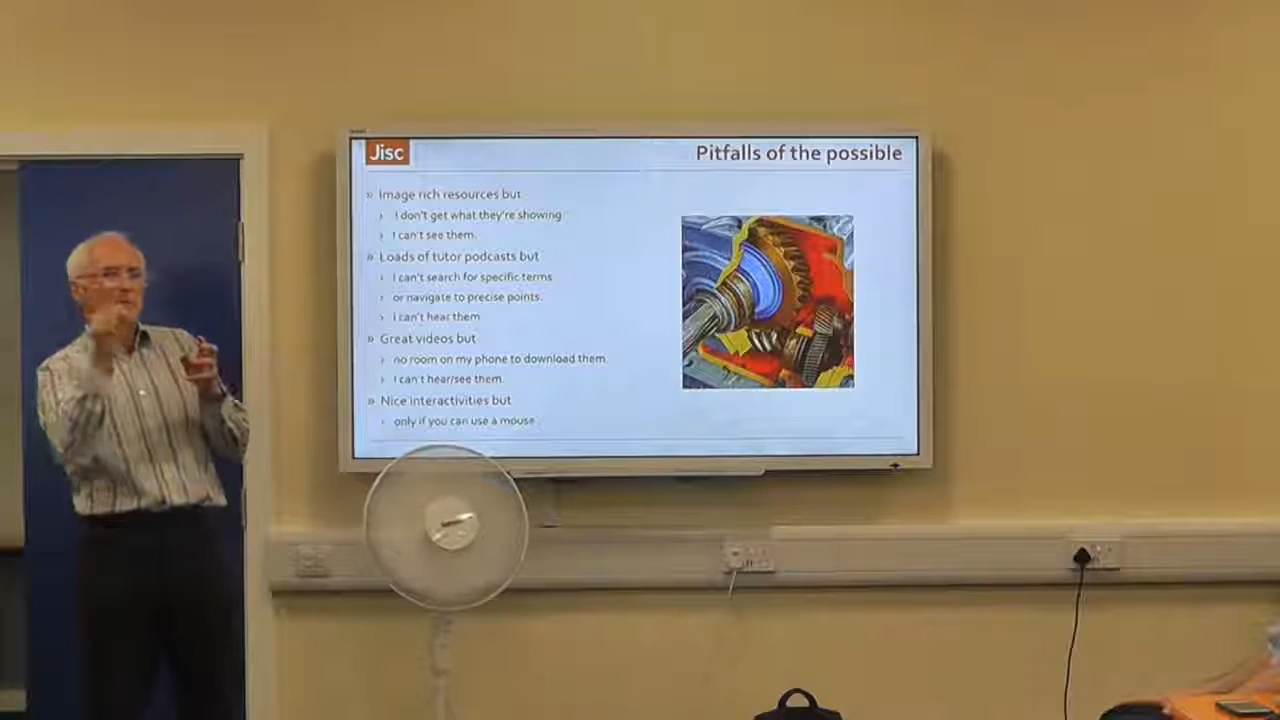 Jisc
Pitfalls of the possible
» Image rich resources but
› I don't get what they're showing
› I can't see them.
» Loads of tutor podcasts but
› I can't search for specific terms
› or navigate to precise points.
› I can't hear them
» Great videos but
› no room on my phone to download them.
› I can't hear/see them.
» Nice interactivities but
› only if you can use a mouse.